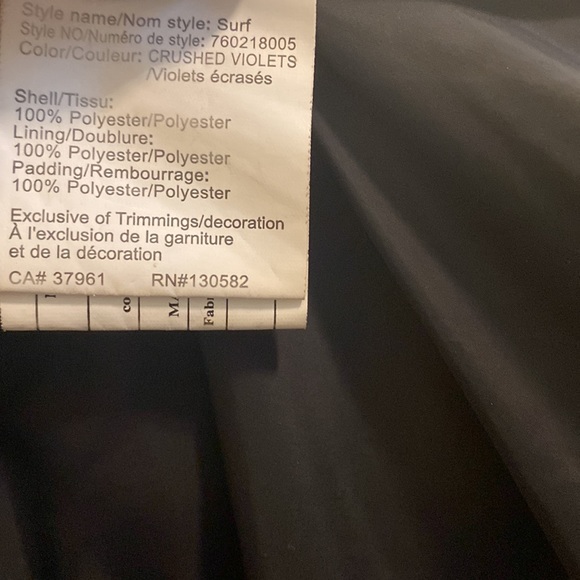 Style name/Nom style: Surf
Style NO/Numéro de style: 760218005
Color/Couleur: CRUSHED VIOLETS
/Violets écrasés
Shell/Tissu:
100% Polyester/Polyester
Lining/Doublure:
100% Polyester/Polyester
Padding/Rembourrage:
100% Polyester/Polyester
Exclusive of Trimmings/decoration
À l'exclusion de la garniture
et de la décoration
CA# 37961 RN#130582
co
Fab